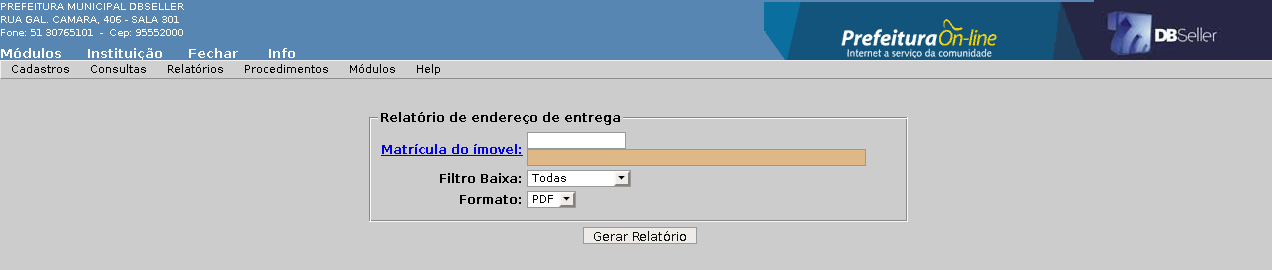 PREFEITURA MUNICIPAL DBSELLER
RUA GAL. CAMARA, 406 - SALA 301
Fone: 51 30765101 - Cep: 95552000
Módulos Instituição Fechar Info
Prefeitura On-line
Internet a serviço da comunidade
DBSeller
Cadastros Consultas Relatórios Procedimentos Módulos Help
Relatório de endereço de entrega
Matrícula do ímovel:
Filtro Baixa: Todas
Formato: PDF
Gerar Relatório